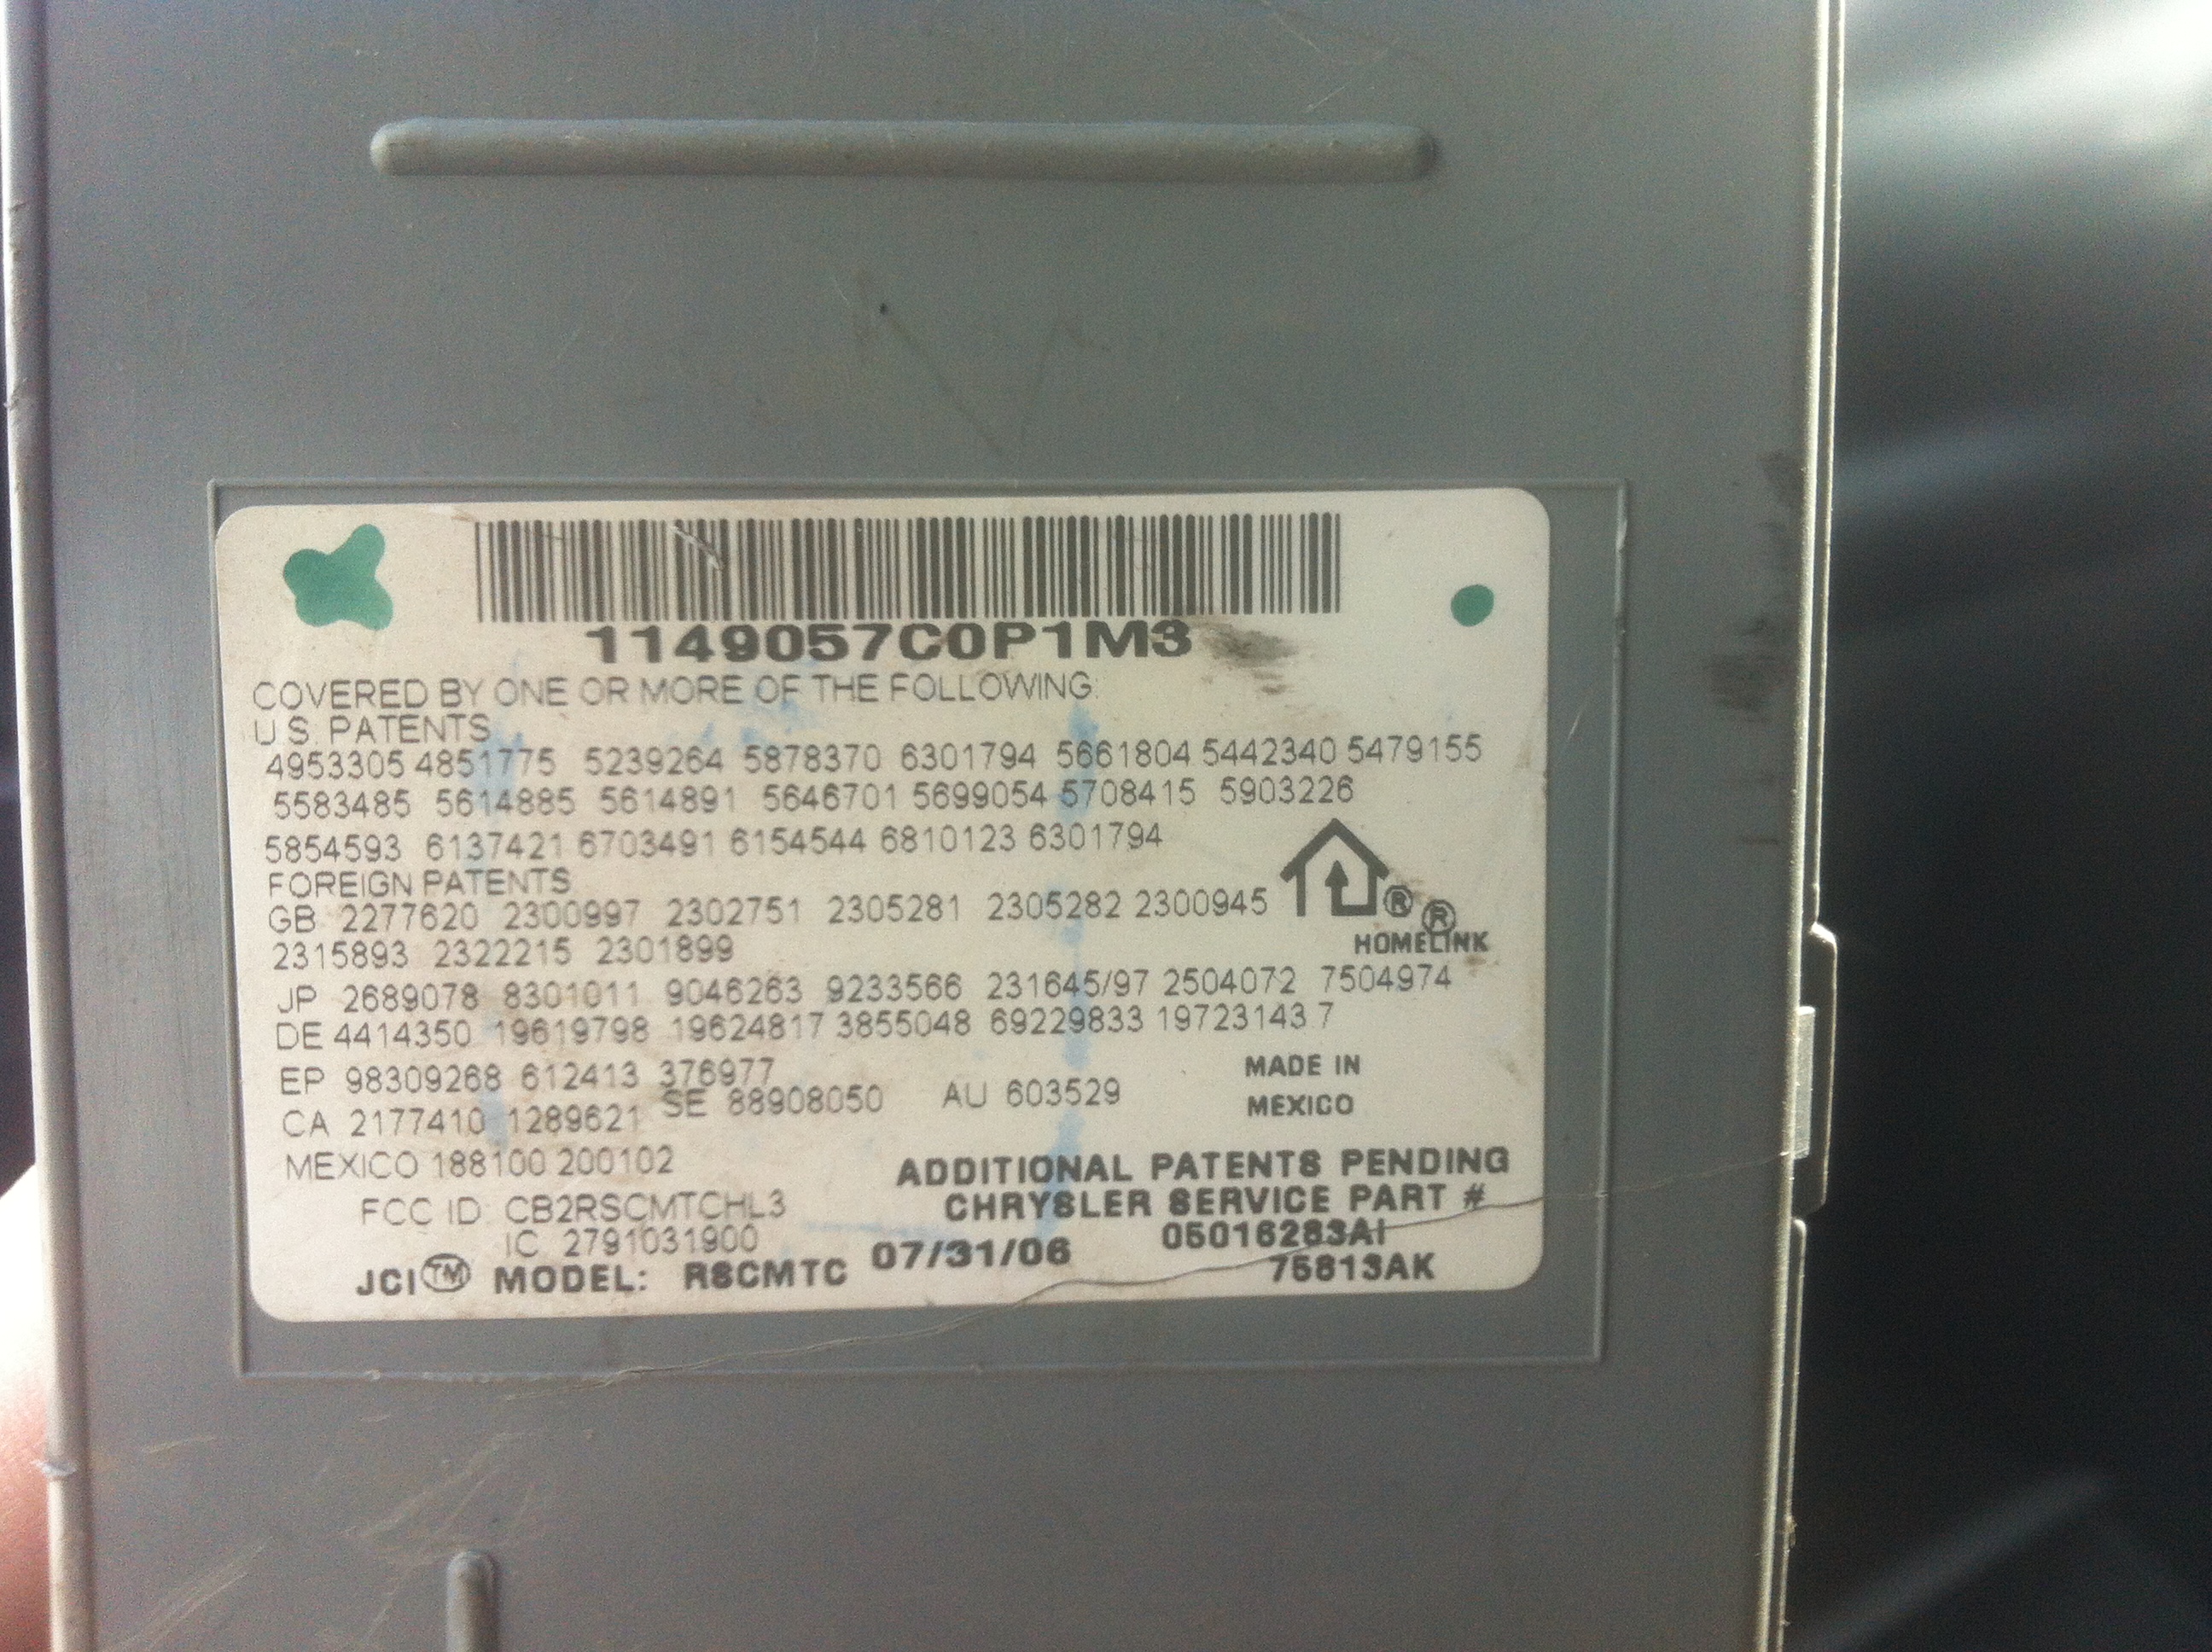 1149057C0P1M3
COVERED BY ONE OR MORE OF THE FOLLOWING:
U.S. PATENTS
4953305 4851775 5239264 5878370 6301794 5661804 5442340 5479155
5583485 5614885 5614891 5646701 5699054 5708415 5903226
5854593 6137421 6703491 6154544 6810123 6301794
FOREIGN PATENTS
GB 2277620 2300997 2302751 2305281 2305282 2300945
2315893 2322215 2301899
® ®
HOMELINK
JP 2689078 8301011 9046263 9233566 231645/97 2504072 7504974
DE 4414350 19619798 19624817 3855048 69229833 19723143.7
EP 98309268 612413 376977
SE 88908050 AU 603529
CA 2177410 1289621
MADE IN
MEXICO
MEXICO 188100 200102
ADDITIONAL PATENTS PENDING
CHRYSLER SERVICE PART #
05016283AI
75813AK
FCC ID: CB2RSCMTCHL3
IC 2791031900
07/31/06
JCI™ MODEL: RSCMTC